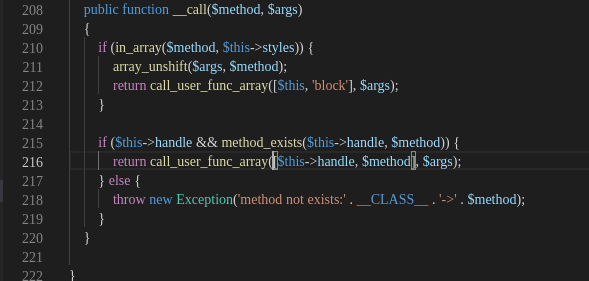 208 public function __call($method, $args)
209 {
210 if (in_array($method, $this->styles)) {
211 array_unshift($args, $method);
212 return call_user_func_array([$this, 'block'], $args);
213 }
214
215 if ($this->handle && method_exists($this->handle, $method)) {
216 return call_user_func_array([$this->handle, $method], $args);
217 } else {
218 throw new Exception('method not exists:' . __CLASS__ . '->' . $method);
219 }
220 }
221
222 }